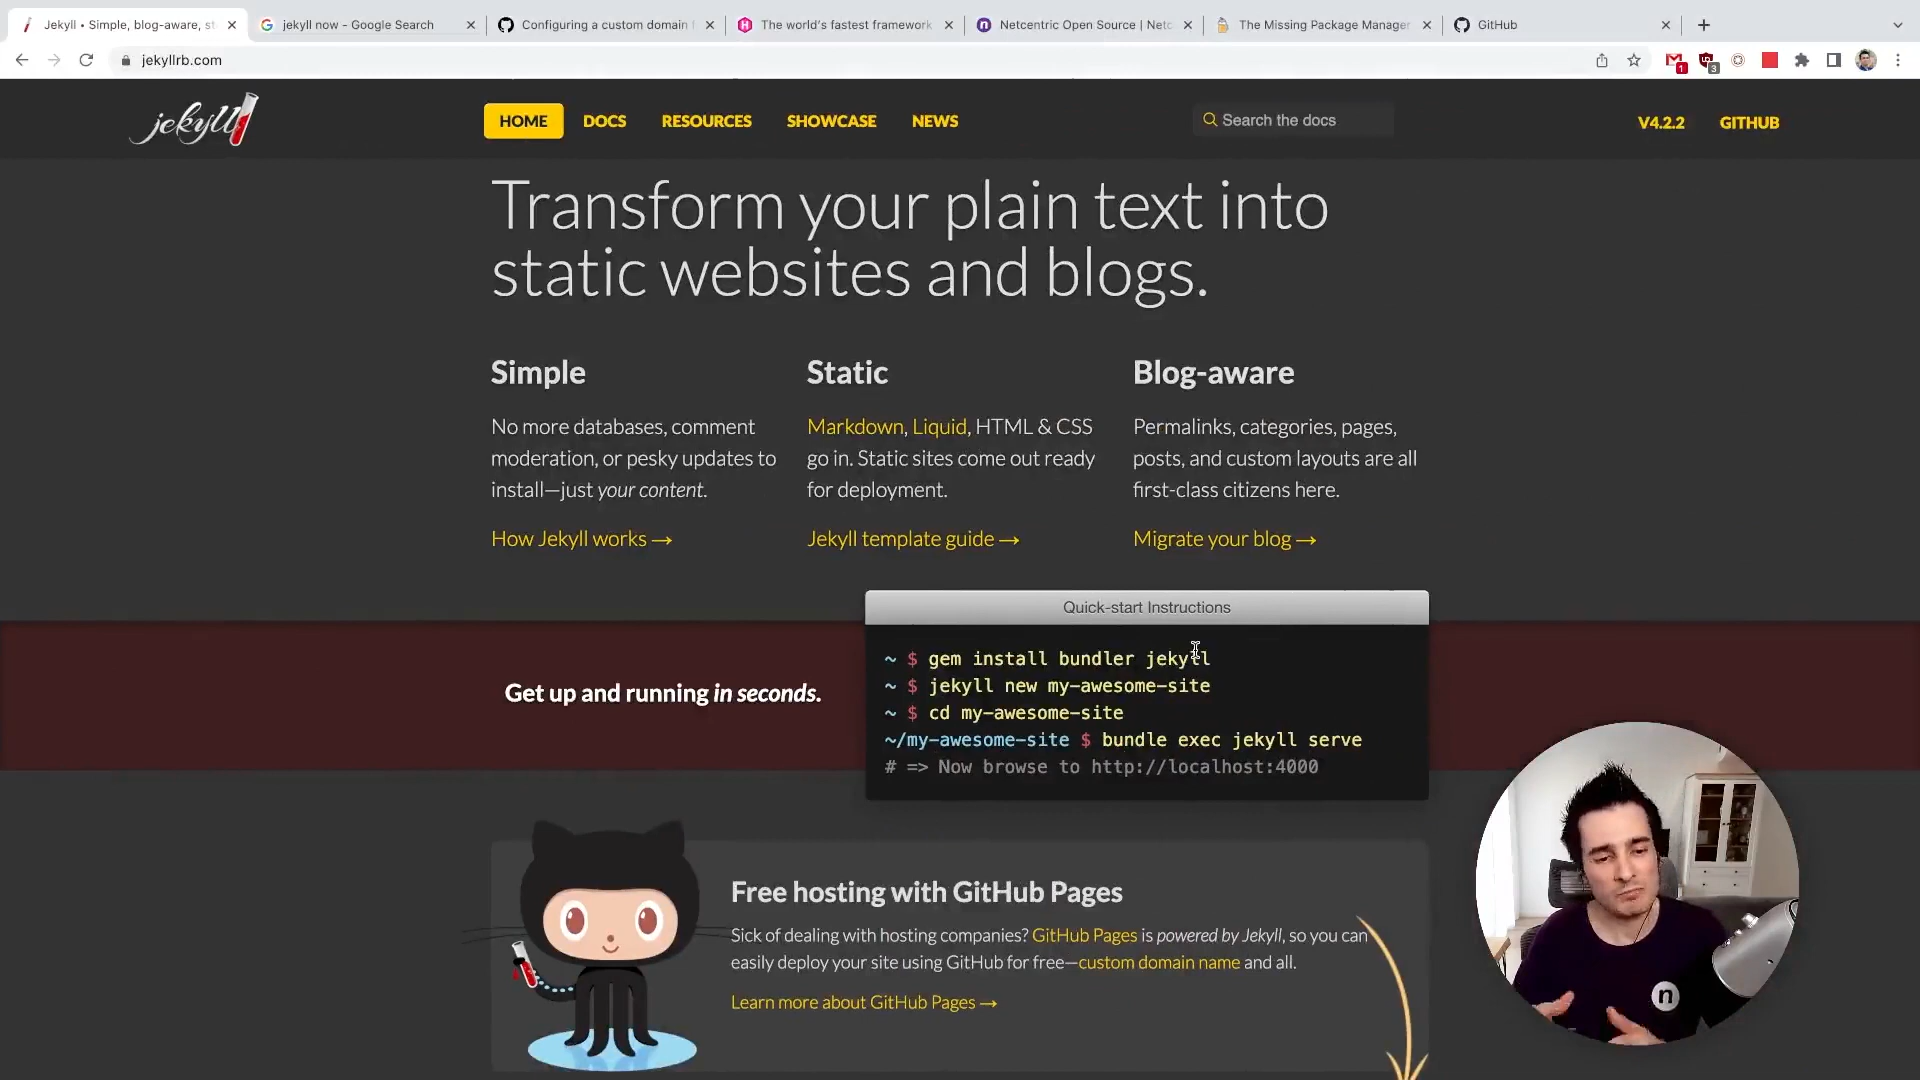 Jekyll • Simple, blog-aware, st
jekyll now - Google Search
Configuring a custom domain f
The world's fastest framework
Netcentric Open Source | Netc
The Missing Package Manager
GitHub
jekyllrb.com
1
3
jekyll
HOME
DOCS
RESOURCES
SHOWCASE
NEWS
Search the docs
V4.2.2
GITHUB
Transform your plain text into
static websites and blogs.
Simple
No more databases, comment
moderation, or pesky updates to
install—just your content.
How Jekyll works →
Static
Markdown, Liquid, HTML & CSS
go in. Static sites come out ready
for deployment.
Jekyll template guide →
Blog-aware
Permalinks, categories, pages,
posts, and custom layouts are all
first-class citizens here.
Migrate your blog →
Get up and running in seconds.
Quick-start Instructions
~ $ gem install bundler jekyll
~ $ jekyll new my-awesome-site
~ $ cd my-awesome-site
~/my-awesome-site $ bundle exec jekyll serve
# => Now browse to http://localhost:4000
Free hosting with GitHub Pages
Sick of dealing with hosting companies? GitHub Pages is powered by Jekyll, so you can
easily deploy your site using GitHub for free—custom domain name and all.
Learn more about GitHub Pages →
n